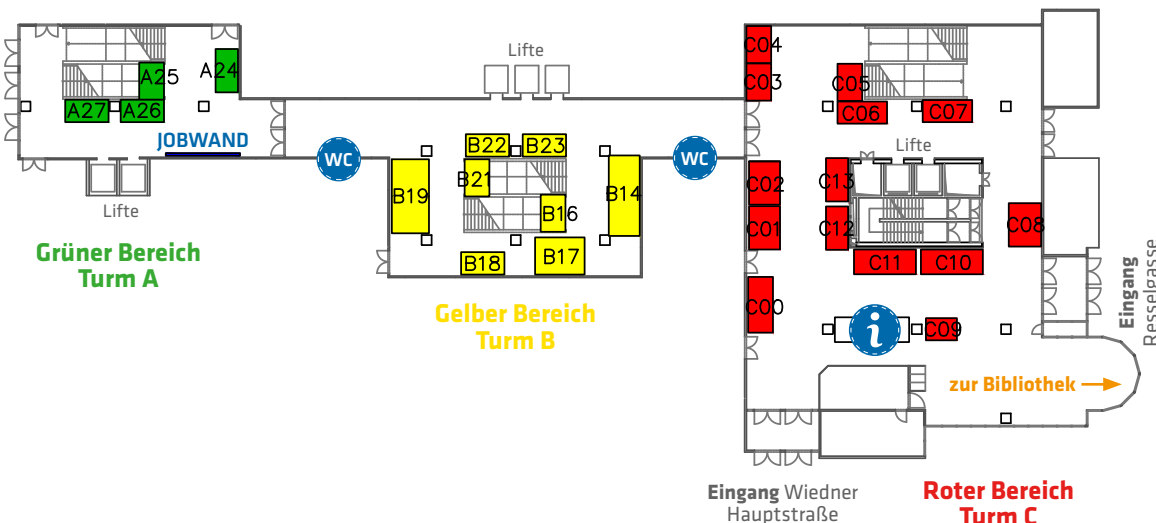 A24
A25
A27
A26
JOBWAND
Lifte
Grüner Bereich
Turm A
Lifte
WC
B22
B23
B21
B19
B14
B16
B17
B18
Gelber Bereich
Turm B
WC
C04
C03
C05
C06
C07
Lifte
C13
C02
C12
C01
C08
C11
C10
C00
i
C09
Eingang
Resselgasse
zur Bibliothek
Eingang Wiedner
Hauptstraße
Roter Bereich
Turm C